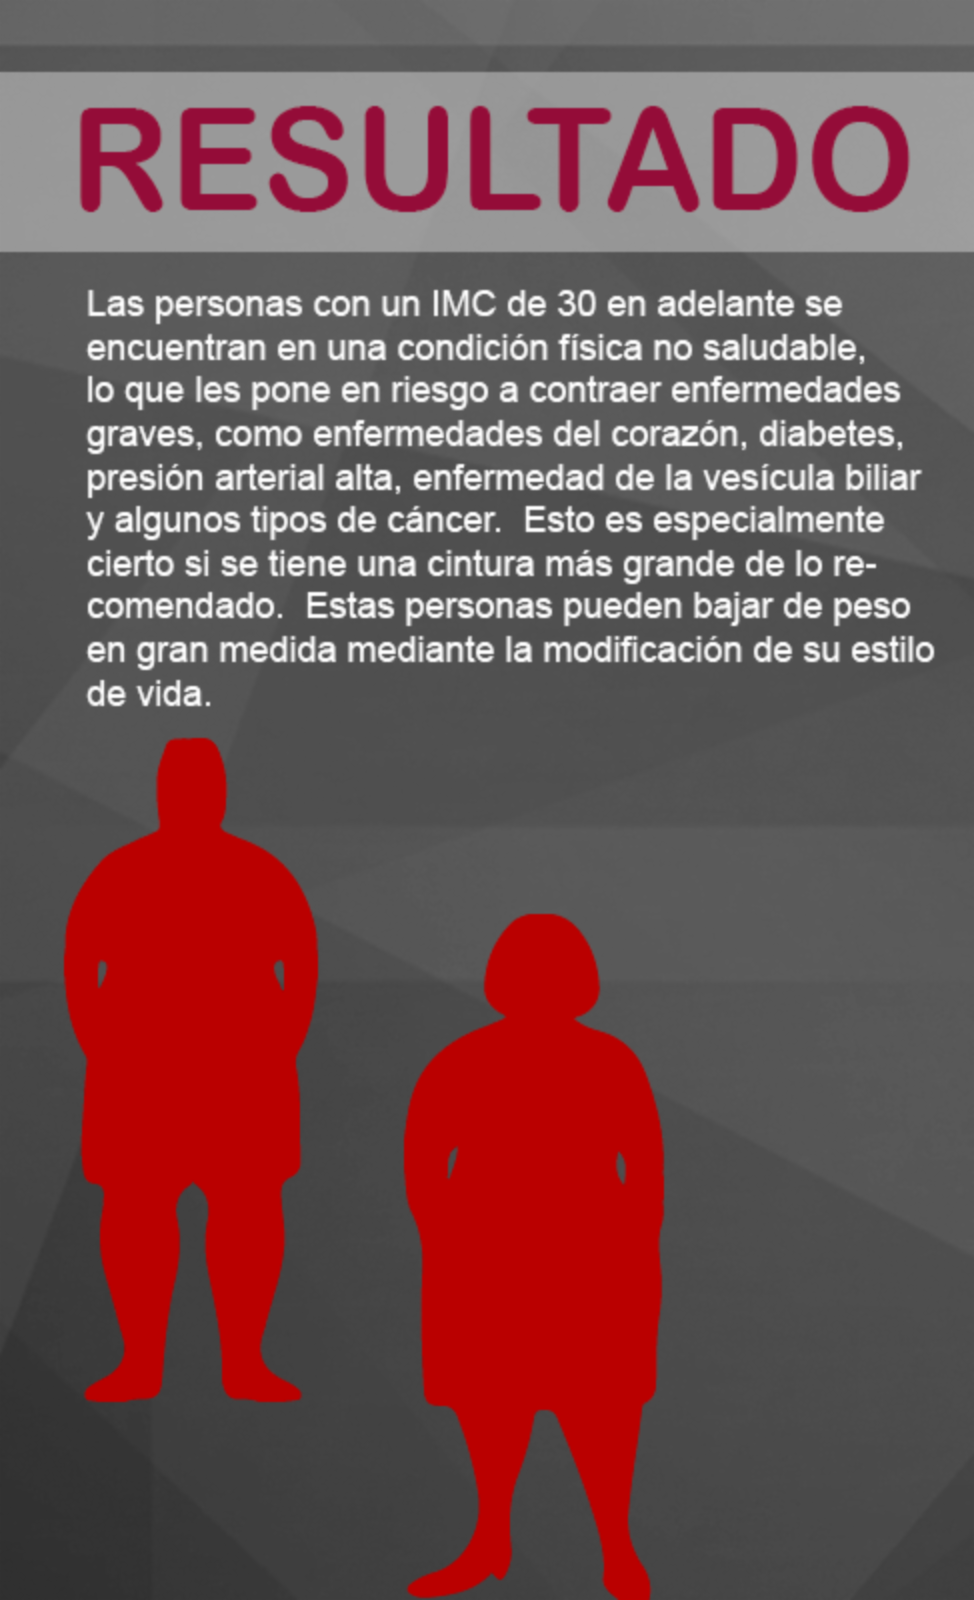 RESULTADO
Las personas con un IMC de 30 en adelante se
encuentran en una condición física no saludable,
lo que les pone en riesgo a contraer enfermedades
graves, como enfermedades del corazón, diabetes,
presión arterial alta, enfermedad de la vesícula biliar
y algunos tipos de cáncer.  Esto es especialmente
cierto si se tiene una cintura más grande de lo re-
comendado.  Estas personas pueden bajar de peso
en gran medida mediante la modificación de su estilo
de vida.